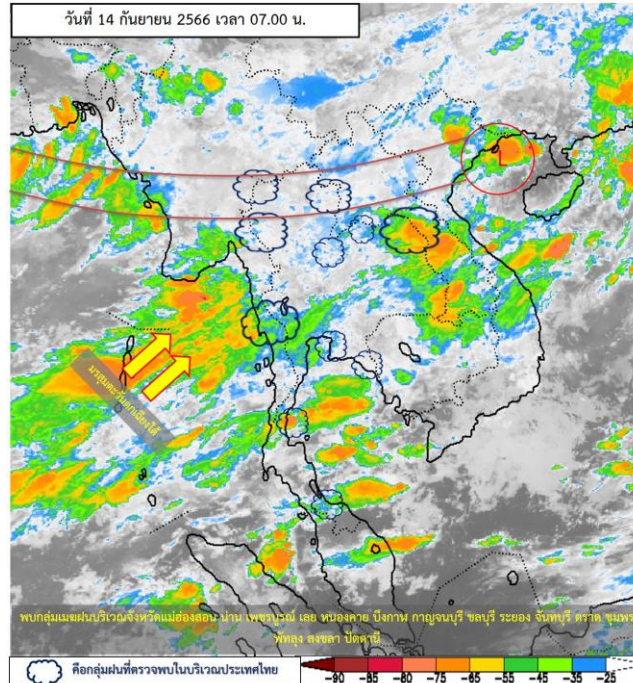 วันที่ 14 กันยายน 2566 เวลา 07.00 น.
L
มรสุมตะวันตกเฉียงใต้
พบกลุ่มเมฆฝนบริเวณจังหวัดแม่ฮ่องสอน น่าน เพชรบูรณ์ เลย หนองคาย บึงกาฬ กาญจนบุรี ชลบุรี ระยอง จันทบุรี ตราด ชุมพร
พัทลุง สงขลา ปัตตานี
คือกลุ่มฝนที่ตรวจพบในบริเวณประเทศไทย
-90 -85 -80 -75 -65 -55 -45 -35 -25